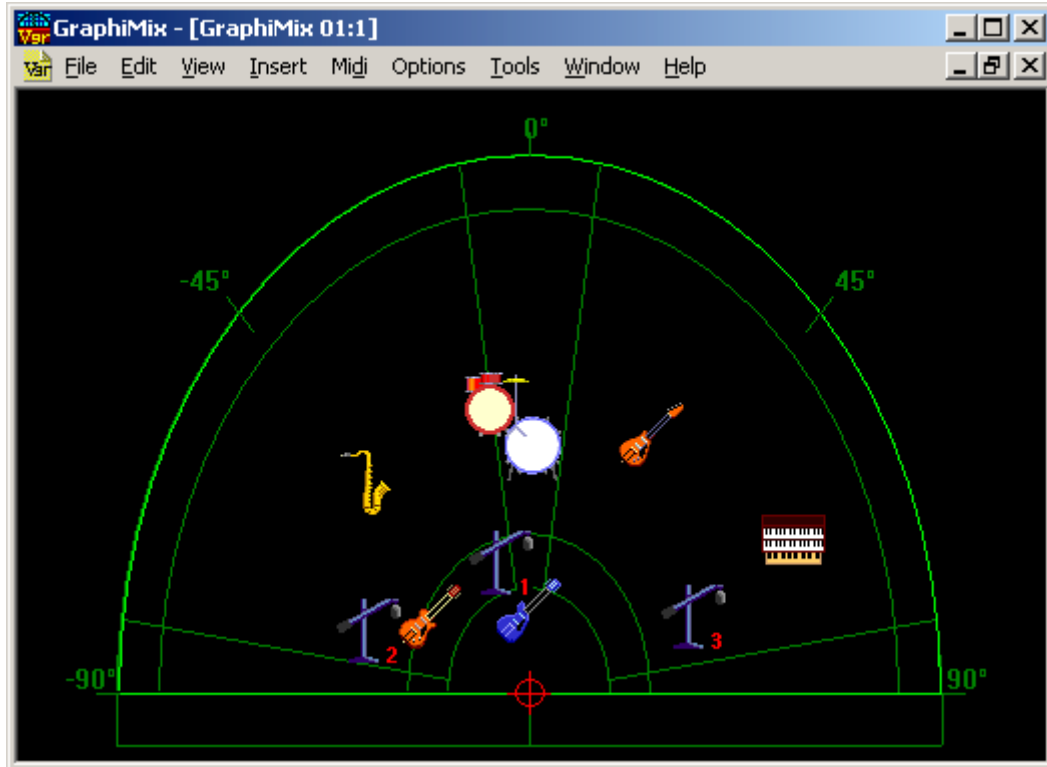 GraphiMix - [GraphiMix 01:1]
Var File Edit View Insert Midi Options Tools Window Help
0°
-45° 45°
1
2 3
-90° 90°